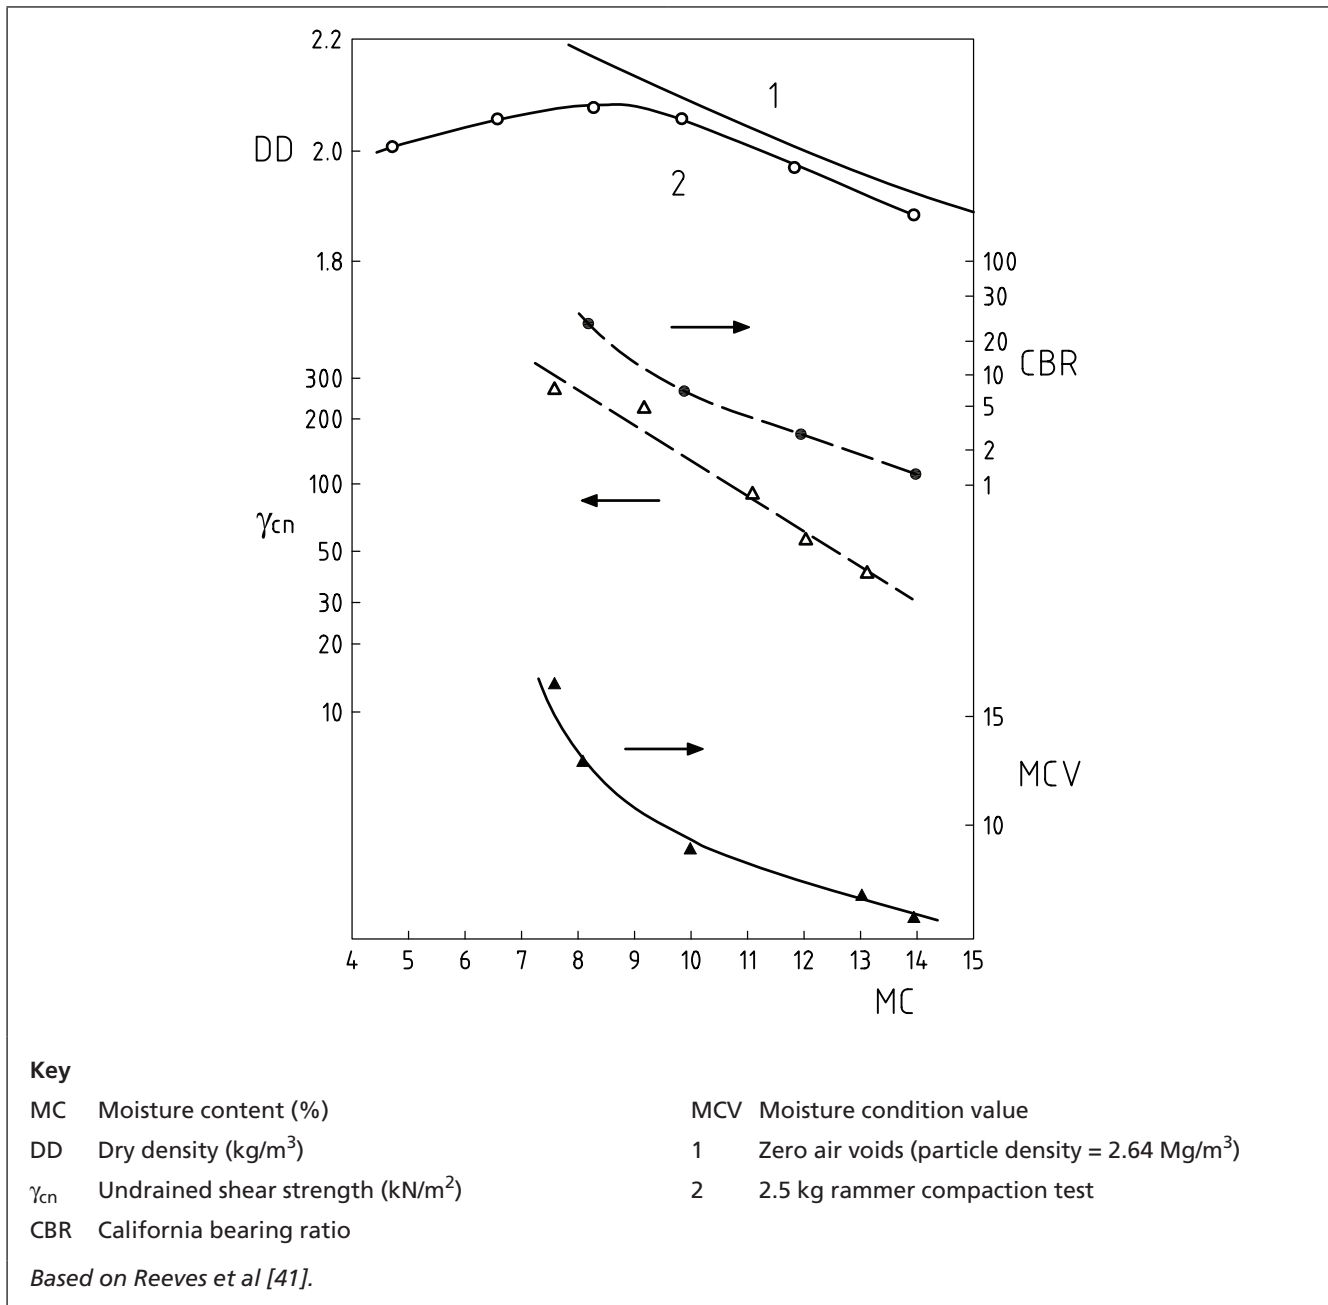 2.2
1
DD 2.0
2
1.8 100
30
20
CBR
300 10
5
200
2
100 1
γcn
50
30
20
10 15
MCV
10
4 5 6 7 8 9 10 11 12 13 14 15
MC
Key
MC Moisture content (%)
DD Dry density (kg/m³)
γcn Undrained shear strength (kN/m²)
CBR California bearing ratio
MCV Moisture condition value
1 Zero air voids (particle density = 2.64 Mg/m³)
2 2.5 kg rammer compaction test
Based on Reeves et al [41].